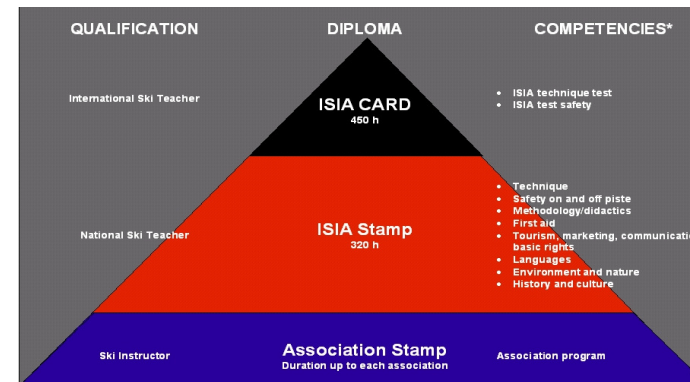 QUALIFICATION DIPLOMA COMPETENCIES*
International Ski Teacher
ISIA CARD
450 h
• ISIA technique test
• ISIA test safety
National Ski Teacher
ISIA Stamp
320 h
• Technique
• Safety on and off piste
• Methodology/didactics
• First aid
• Tourism, marketing, communicatio
basic rights
• Languages
• Environment and nature
• History and culture
Ski Instructor
Association Stamp
Duration up to each association
Association program